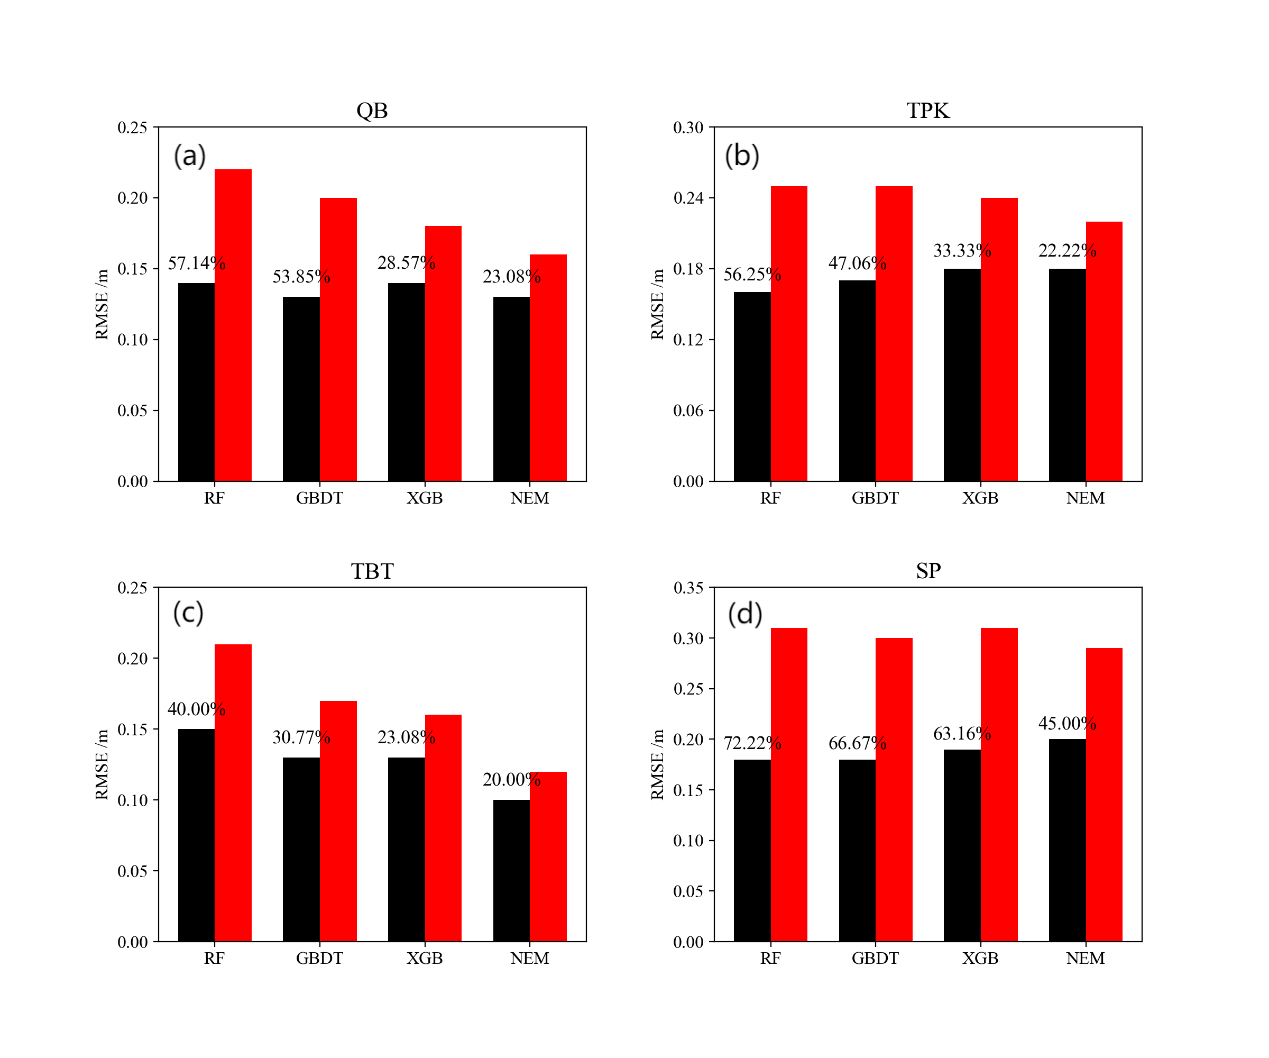 QB
(a)
0.25
0.20
0.15
0.10
0.05
0.00
RMSE /m
57.14%
53.85%
28.57%
23.08%
RF GBDT XGB NEM
TPK
(b)
0.30
0.24
0.18
0.12
0.06
0.00
RMSE /m
56.25%
47.06%
33.33%
22.22%
RF GBDT XGB NEM
TBT
(c)
0.25
0.20
0.15
0.10
0.05
0.00
RMSE /m
40.00%
30.77%
23.08%
20.00%
RF GBDT XGB NEM
SP
(d)
0.35
0.30
0.25
0.20
0.15
0.10
0.05
0.00
RMSE /m
72.22%
66.67%
63.16%
45.00%
RF GBDT XGB NEM